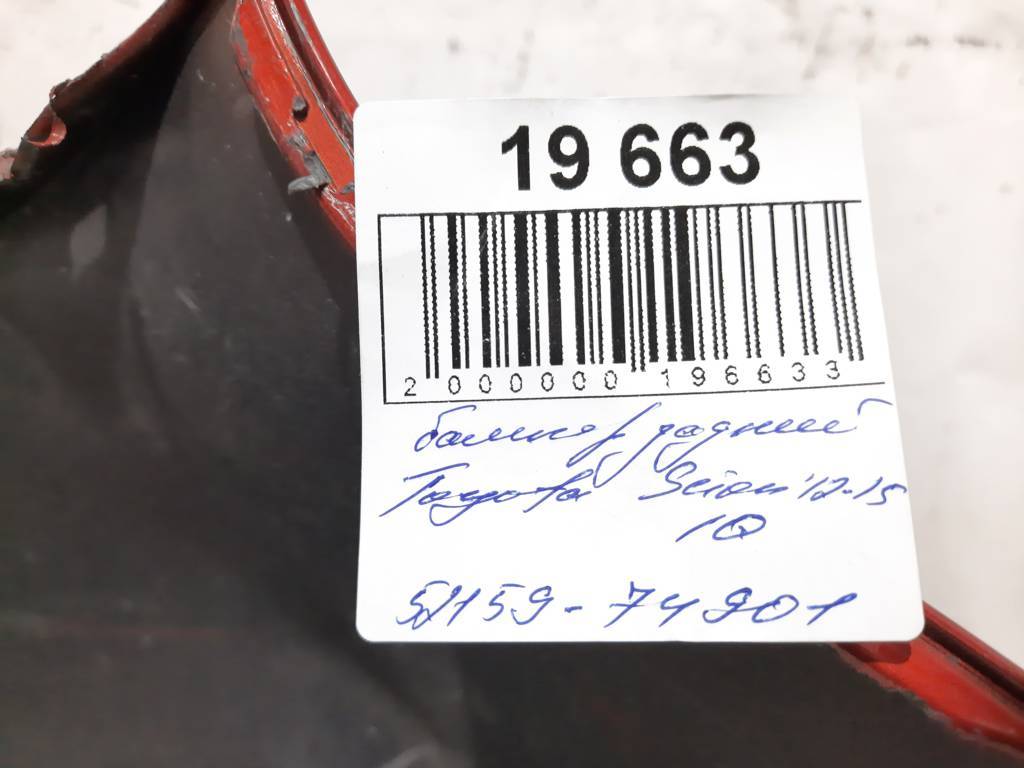 19 663
2 000000 196633
бампер задний
Toyota Scion '12-15
IQ
52159-74901